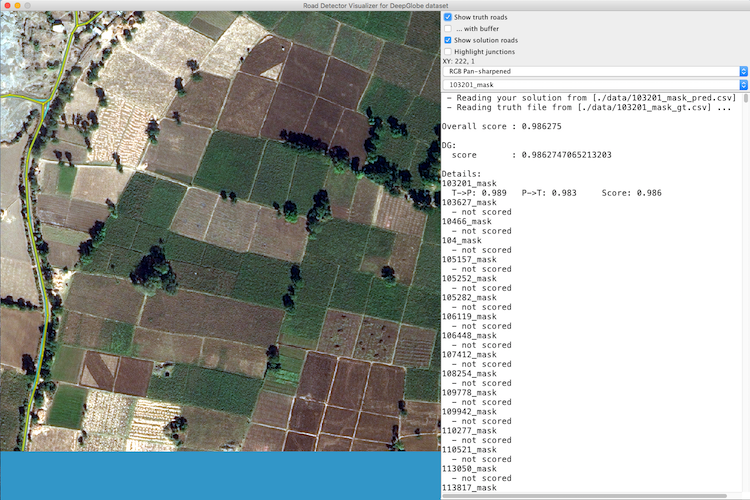 Road Detector Visualizer for DeepGlobe dataset
Show truth roads
... with buffer
Show solution roads
Highlight junctions
XY: 222, 1
RGB Pan-sharpened
103201_mask
- Reading your solution from [./data/103201_mask_pred.csv]
- Reading truth file from [./data/103201_mask_gt.csv] ...
Overall score : 0.986275
DG:
score : 0.9862747065213203
Details:
103201_mask
T->P: 0.989 P->T: 0.983 Score: 0.986
103627_mask
- not scored
10466_mask
- not scored
104_mask
- not scored
105157_mask
- not scored
105252_mask
- not scored
105282_mask
- not scored
106119_mask
- not scored
106448_mask
- not scored
107412_mask
- not scored
108254_mask
- not scored
109778_mask
- not scored
109942_mask
- not scored
110277_mask
- not scored
110521_mask
- not scored
113050_mask
- not scored
113817_mask